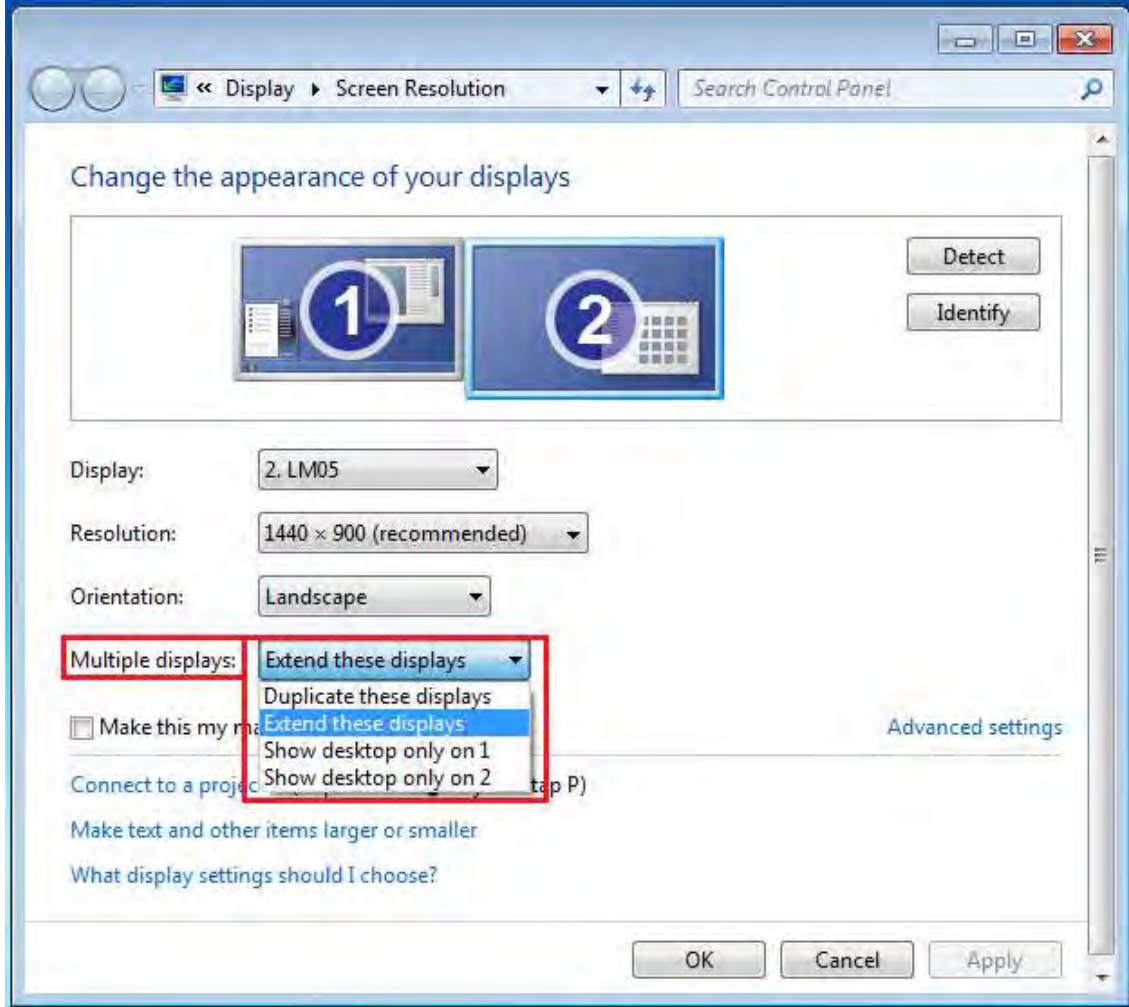 « Display ▸ Screen Resolution
Search Control Panel
Change the appearance of your displays
1
2
Detect
Identify
Display:
2. LM05
Resolution:
1440 × 900 (recommended)
Orientation:
Landscape
Multiple displays:
Extend these displays
Duplicate these displays
Extend these displays
Show desktop only on 1
Show desktop only on 2
Make this my
Advanced settings
Connect to a tap P)
Make text and other items larger or smaller
What display settings should I choose?
OK
Cancel
Apply